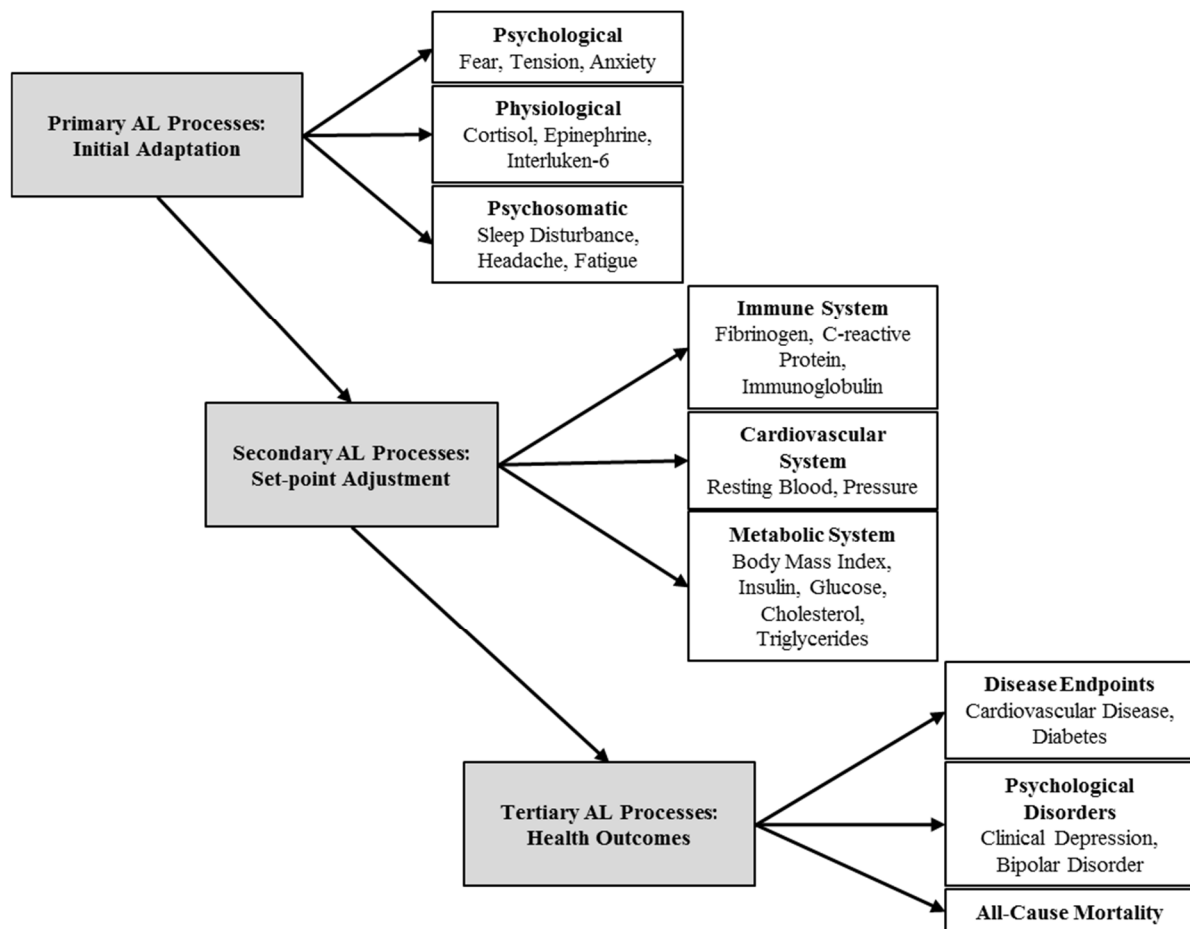 Psychological
Fear, Tension, Anxiety
Primary AL Processes:
Initial Adaptation
Physiological
Cortisol, Epinephrine,
Interluken-6
Psychosomatic
Sleep Disturbance,
Headache, Fatigue
Immune System
Fibrinogen, C-reactive
Protein,
Immunoglobulin
Secondary AL Processes:
Set-point Adjustment
Cardiovascular
System
Resting Blood, Pressure
Metabolic System
Body Mass Index,
Insulin, Glucose,
Cholesterol,
Triglycerides
Disease Endpoints
Cardiovascular Disease,
Diabetes
Tertiary AL Processes:
Health Outcomes
Psychological
Disorders
Clinical Depression,
Bipolar Disorder
All-Cause Mortality